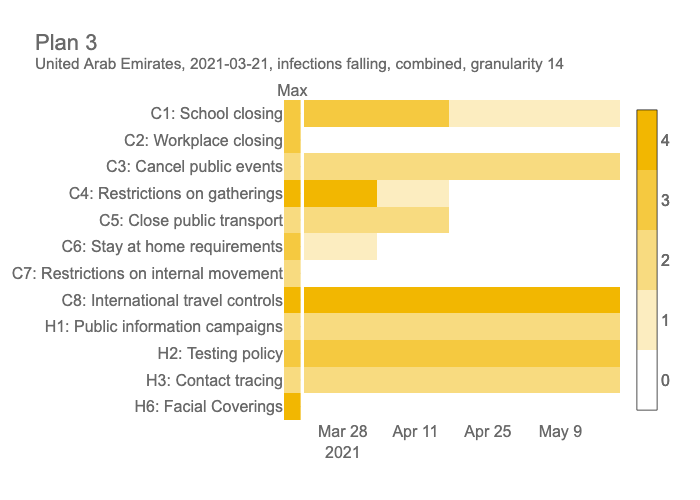 Plan 3
United Arab Emirates, 2021-03-21, infections falling, combined, granularity 14
Max
C1: School closing
C2: Workplace closing
C3: Cancel public events
C4: Restrictions on gatherings
C5: Close public transport
C6: Stay at home requirements
C7: Restrictions on internal movement
C8: International travel controls
H1: Public information campaigns
H2: Testing policy
H3: Contact tracing
H6: Facial Coverings
4
3
2
1
0
Mar 28 Apr 11 Apr 25 May 9
2021